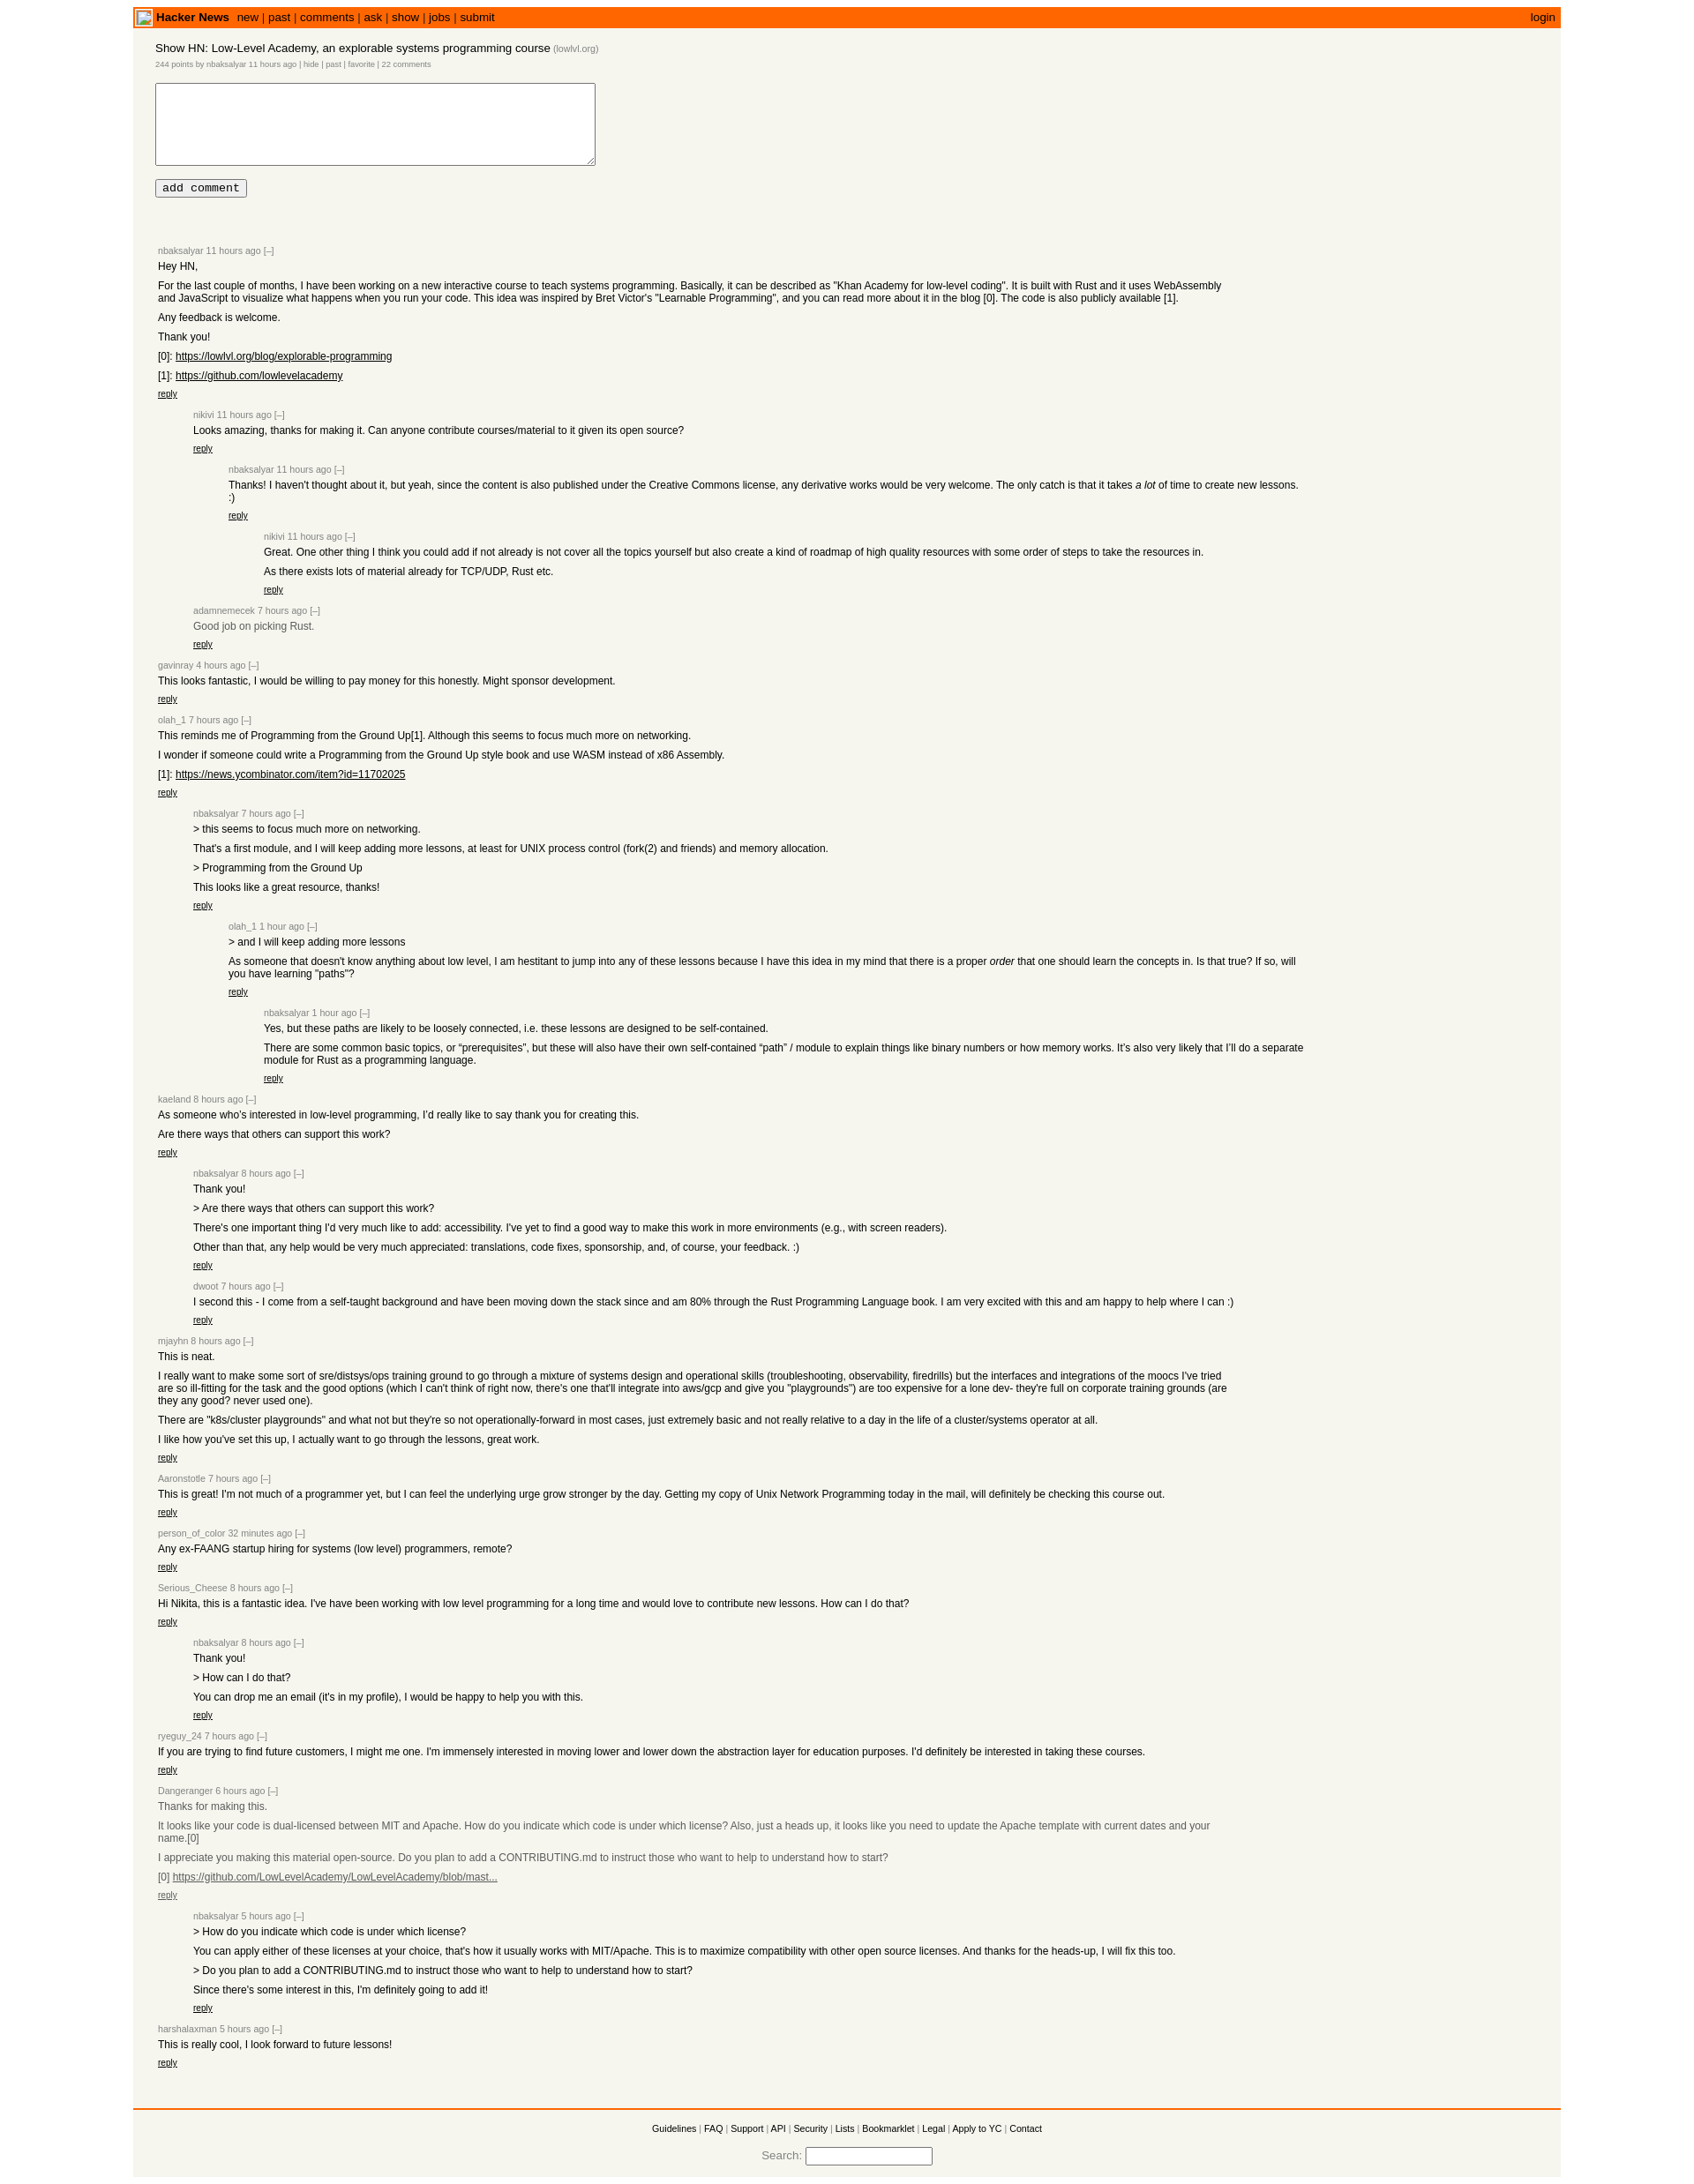 Hacker News new | past | comments | ask | show | jobs | submit login
Show HN: Low-Level Academy, an explorable systems programming course (lowlvl.org)
244 points by nbaksalyar 11 hours ago | hide | past | favorite | 22 comments
add comment
nbaksalyar 11 hours ago [–]
Hey HN,
For the last couple of months, I have been working on a new interactive course to teach systems programming. Basically, it can be described as "Khan Academy for low-level coding". It is built with Rust and it uses WebAssembly
and JavaScript to visualize what happens when you run your code. This idea was inspired by Bret Victor's "Learnable Programming", and you can read more about it in the blog [0]. The code is also publicly available [1].
Any feedback is welcome.
Thank you!
[0]: https://lowlvl.org/blog/explorable-programming
[1]: https://github.com/lowlevelacademy
reply
nikivi 11 hours ago [–]
Looks amazing, thanks for making it. Can anyone contribute courses/material to it given its open source?
reply
nbaksalyar 11 hours ago [–]
Thanks! I haven't thought about it, but yeah, since the content is also published under the Creative Commons license, any derivative works would be very welcome. The only catch is that it takes a lot of time to create new lessons.
:)
reply
nikivi 11 hours ago [–]
Great. One other thing I think you could add if not already is not cover all the topics yourself but also create a kind of roadmap of high quality resources with some order of steps to take the resources in.
As there exists lots of material already for TCP/UDP, Rust etc.
reply
adamnemecek 7 hours ago [–]
Good job on picking Rust.
reply
gavinray 4 hours ago [–]
This looks fantastic, I would be willing to pay money for this honestly. Might sponsor development.
reply
olah_1 7 hours ago [–]
This reminds me of Programming from the Ground Up[1]. Although this seems to focus much more on networking.
I wonder if someone could write a Programming from the Ground Up style book and use WASM instead of x86 Assembly.
[1]: https://news.ycombinator.com/item?id=11702025
reply
nbaksalyar 7 hours ago [–]
> this seems to focus much more on networking.
That's a first module, and I will keep adding more lessons, at least for UNIX process control (fork(2) and friends) and memory allocation.
> Programming from the Ground Up
This looks like a great resource, thanks!
reply
olah_1 1 hour ago [–]
> and I will keep adding more lessons
As someone that doesn't know anything about low level, I am hestitant to jump into any of these lessons because I have this idea in my mind that there is a proper order that one should learn the concepts in. Is that true? If so, will
you have learning "paths"?
reply
nbaksalyar 1 hour ago [–]
Yes, but these paths are likely to be loosely connected, i.e. these lessons are designed to be self-contained.
There are some common basic topics, or “prerequisites”, but these will also have their own self-contained “path” / module to explain things like binary numbers or how memory works. It’s also very likely that I’ll do a separate
module for Rust as a programming language.
reply
kaeland 8 hours ago [–]
As someone who’s interested in low-level programming, I’d really like to say thank you for creating this.
Are there ways that others can support this work?
reply
nbaksalyar 8 hours ago [–]
Thank you!
> Are there ways that others can support this work?
There's one important thing I'd very much like to add: accessibility. I've yet to find a good way to make this work in more environments (e.g., with screen readers).
Other than that, any help would be very much appreciated: translations, code fixes, sponsorship, and, of course, your feedback. :)
reply
dwoot 7 hours ago [–]
I second this - I come from a self-taught background and have been moving down the stack since and am 80% through the Rust Programming Language book. I am very excited with this and am happy to help where I can :)
reply
mjayhn 8 hours ago [–]
This is neat.
I really want to make some sort of sre/distsys/ops training ground to go through a mixture of systems design and operational skills (troubleshooting, observability, firedrills) but the interfaces and integrations of the moocs I've tried
are so ill-fitting for the task and the good options (which I can't think of right now, there's one that'll integrate into aws/gcp and give you "playgrounds") are too expensive for a lone dev- they're full on corporate training grounds (are
they any good? never used one).
There are "k8s/cluster playgrounds" and what not but they're so not operationally-forward in most cases, just extremely basic and not really relative to a day in the life of a cluster/systems operator at all.
I like how you've set this up, I actually want to go through the lessons, great work.
reply
Aaronstotle 7 hours ago [–]
This is great! I'm not much of a programmer yet, but I can feel the underlying urge grow stronger by the day. Getting my copy of Unix Network Programming today in the mail, will definitely be checking this course out.
reply
person_of_color 32 minutes ago [–]
Any ex-FAANG startup hiring for systems (low level) programmers, remote?
reply
Serious_Cheese 8 hours ago [–]
Hi Nikita, this is a fantastic idea. I've have been working with low level programming for a long time and would love to contribute new lessons. How can I do that?
reply
nbaksalyar 8 hours ago [–]
Thank you!
> How can I do that?
You can drop me an email (it's in my profile), I would be happy to help you with this.
reply
ryeguy_24 7 hours ago [–]
If you are trying to find future customers, I might me one. I'm immensely interested in moving lower and lower down the abstraction layer for education purposes. I'd definitely be interested in taking these courses.
reply
Dangeranger 6 hours ago [–]
Thanks for making this.
It looks like your code is dual-licensed between MIT and Apache. How do you indicate which code is under which license? Also, just a heads up, it looks like you need to update the Apache template with current dates and your
name.[0]
I appreciate you making this material open-source. Do you plan to add a CONTRIBUTING.md to instruct those who want to help to understand how to start?
[0] https://github.com/LowLevelAcademy/LowLevelAcademy/blob/mast...
reply
nbaksalyar 5 hours ago [–]
> How do you indicate which code is under which license?
You can apply either of these licenses at your choice, that's how it usually works with MIT/Apache. This is to maximize compatibility with other open source licenses. And thanks for the heads-up, I will fix this too.
> Do you plan to add a CONTRIBUTING.md to instruct those who want to help to understand how to start?
Since there's some interest in this, I'm definitely going to add it!
reply
harshalaxman 5 hours ago [–]
This is really cool, I look forward to future lessons!
reply
Guidelines | FAQ | Support | API | Security | Lists | Bookmarklet | Legal | Apply to YC | Contact
Search: